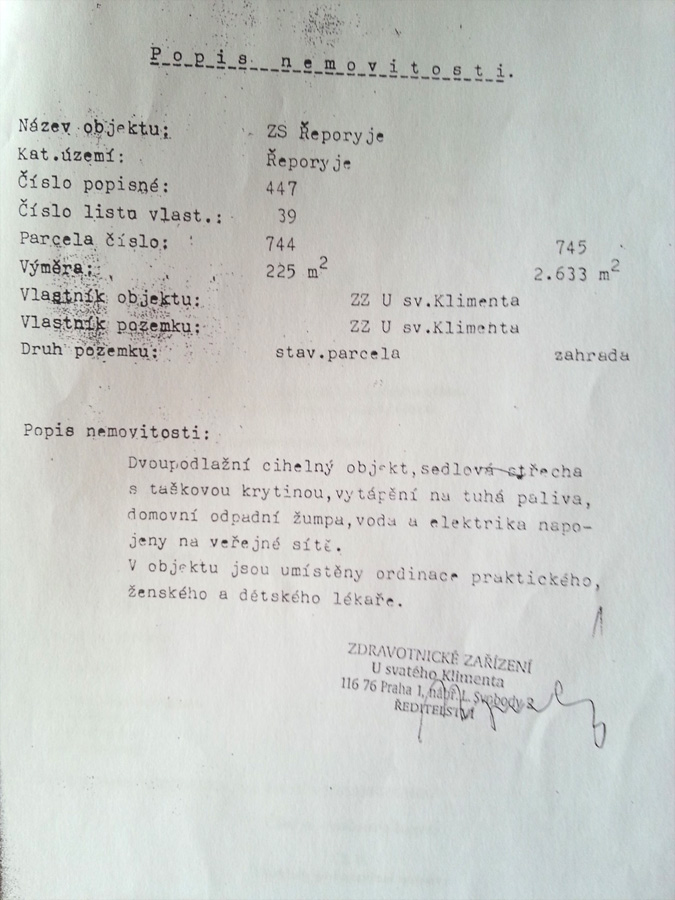 Popis nemovitosti.
Název objektu: ZS Řeporyje
Kat.území: Řeporyje
Číslo popisné: 447
Číslo listu vlast.: 39
Parcela číslo: 744 745
Výměra: 225 m² 2.633 m²
Vlastník objektu: ZZ U sv.Klimenta
Vlastník pozemku: ZZ U sv.Klimenta
Druh pozemku: stav.parcela zahrada
Popis nemovitosti:
Dvoupodlažní cihelný objekt,sedlová střecha
s taškovou krytinou,vytápění na tuhá paliva,
domovní odpadní žumpa,voda a elektrika napo-
jeny na veřejné sítě.
V objektu jsou umístěny ordinace praktického,
ženského a dětského lékaře.
ZDRAVOTNICKÉ ZAŘÍZENÍ
U svatého Klimenta
116 76 Praha 1, nábř. L. Svobody 2
ŘEDITELSTVÍ